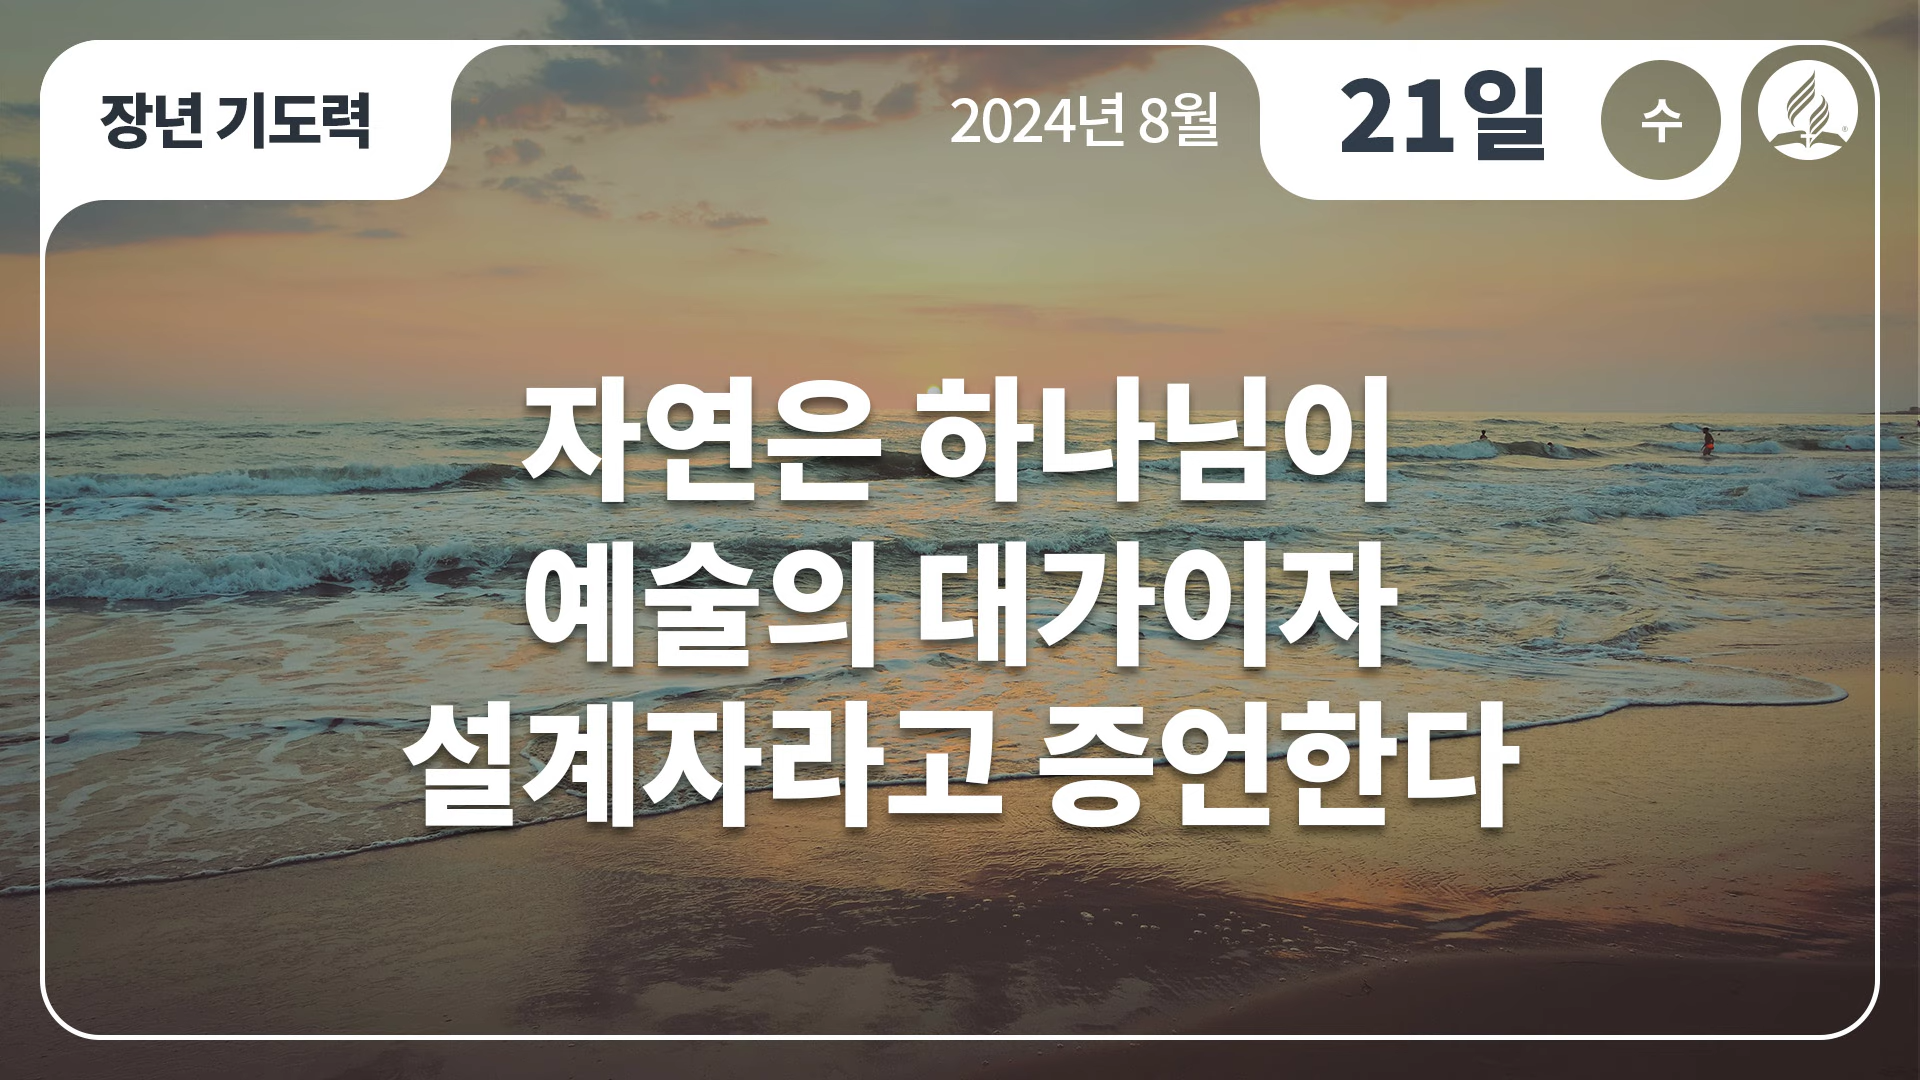 장년 기도력
2024년 8월
21일
수
자연은 하나님이
예술의 대가이자
설계자라고 증언한다